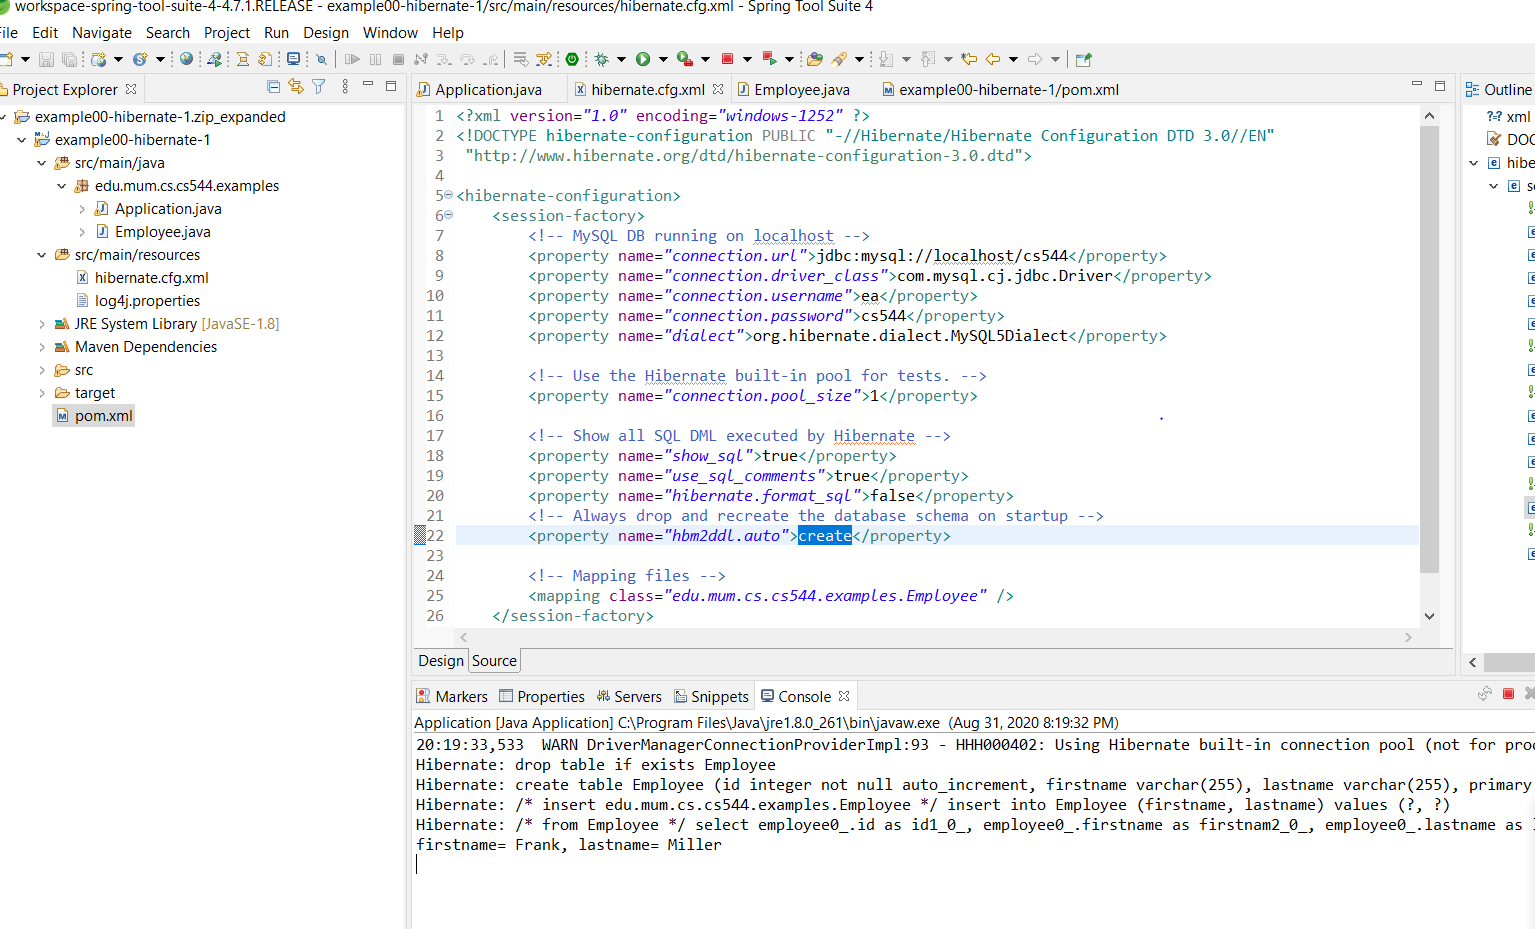 workspace-spring-tool-suite-4-4.7.1.RELEASE - example00-hibernate-1/src/main/resources/hibernate.cfg.xml - Spring Tool Suite 4
File Edit Navigate Search Project Run Design Window Help
Project Explorer
example00-hibernate-1.zip_expanded
example00-hibernate-1
src/main/java
edu.mum.cs.cs544.examples
Application.java
Employee.java
src/main/resources
hibernate.cfg.xml
log4j.properties
JRE System Library [JavaSE-1.8]
Maven Dependencies
src
target
pom.xml
Application.java hibernate.cfg.xml Employee.java example00-hibernate-1/pom.xml
1 <?xml version="1.0" encoding="windows-1252" ?>
2 <!DOCTYPE hibernate-configuration PUBLIC "-//Hibernate/Hibernate Configuration DTD 3.0//EN"
3 "http://www.hibernate.org/dtd/hibernate-configuration-3.0.dtd">
4
5 <hibernate-configuration>
6 <session-factory>
7 <!-- MySQL DB running on localhost -->
8 <property name="connection.url">jdbc:mysql://localhost/cs544</property>
9 <property name="connection.driver_class">com.mysql.cj.jdbc.Driver</property>
10 <property name="connection.username">ea</property>
11 <property name="connection.password">cs544</property>
12 <property name="dialect">org.hibernate.dialect.MySQL5Dialect</property>
13
14 <!-- Use the Hibernate built-in pool for tests. -->
15 <property name="connection.pool_size">1</property>
16
17 <!-- Show all SQL DML executed by Hibernate -->
18 <property name="show_sql">true</property>
19 <property name="use_sql_comments">true</property>
20 <property name="hibernate.format_sql">false</property>
21 <!-- Always drop and recreate the database schema on startup -->
22 <property name="hbm2ddl.auto">create</property>
23
24 <!-- Mapping files -->
25 <mapping class="edu.mum.cs.cs544.examples.Employee" />
26 </session-factory>
Design Source
Outline
?=? xml
DOC
hibe
s
Markers Properties Servers Snippets Console
Application [Java Application] C:\Program Files\Java\jre1.8.0_261\bin\javaw.exe (Aug 31, 2020 8:19:32 PM)
20:19:33,533 WARN DriverManagerConnectionProviderImpl:93 - HHH000402: Using Hibernate built-in connection pool (not for proc
Hibernate: drop table if exists Employee
Hibernate: create table Employee (id integer not null auto_increment, firstname varchar(255), lastname varchar(255), primary
Hibernate: /* insert edu.mum.cs.cs544.examples.Employee */ insert into Employee (firstname, lastname) values (?, ?)
Hibernate: /* from Employee */ select employee0_.id as id1_0_, employee0_.firstname as firstnam2_0_, employee0_.lastname as
firstname= Frank, lastname= Miller